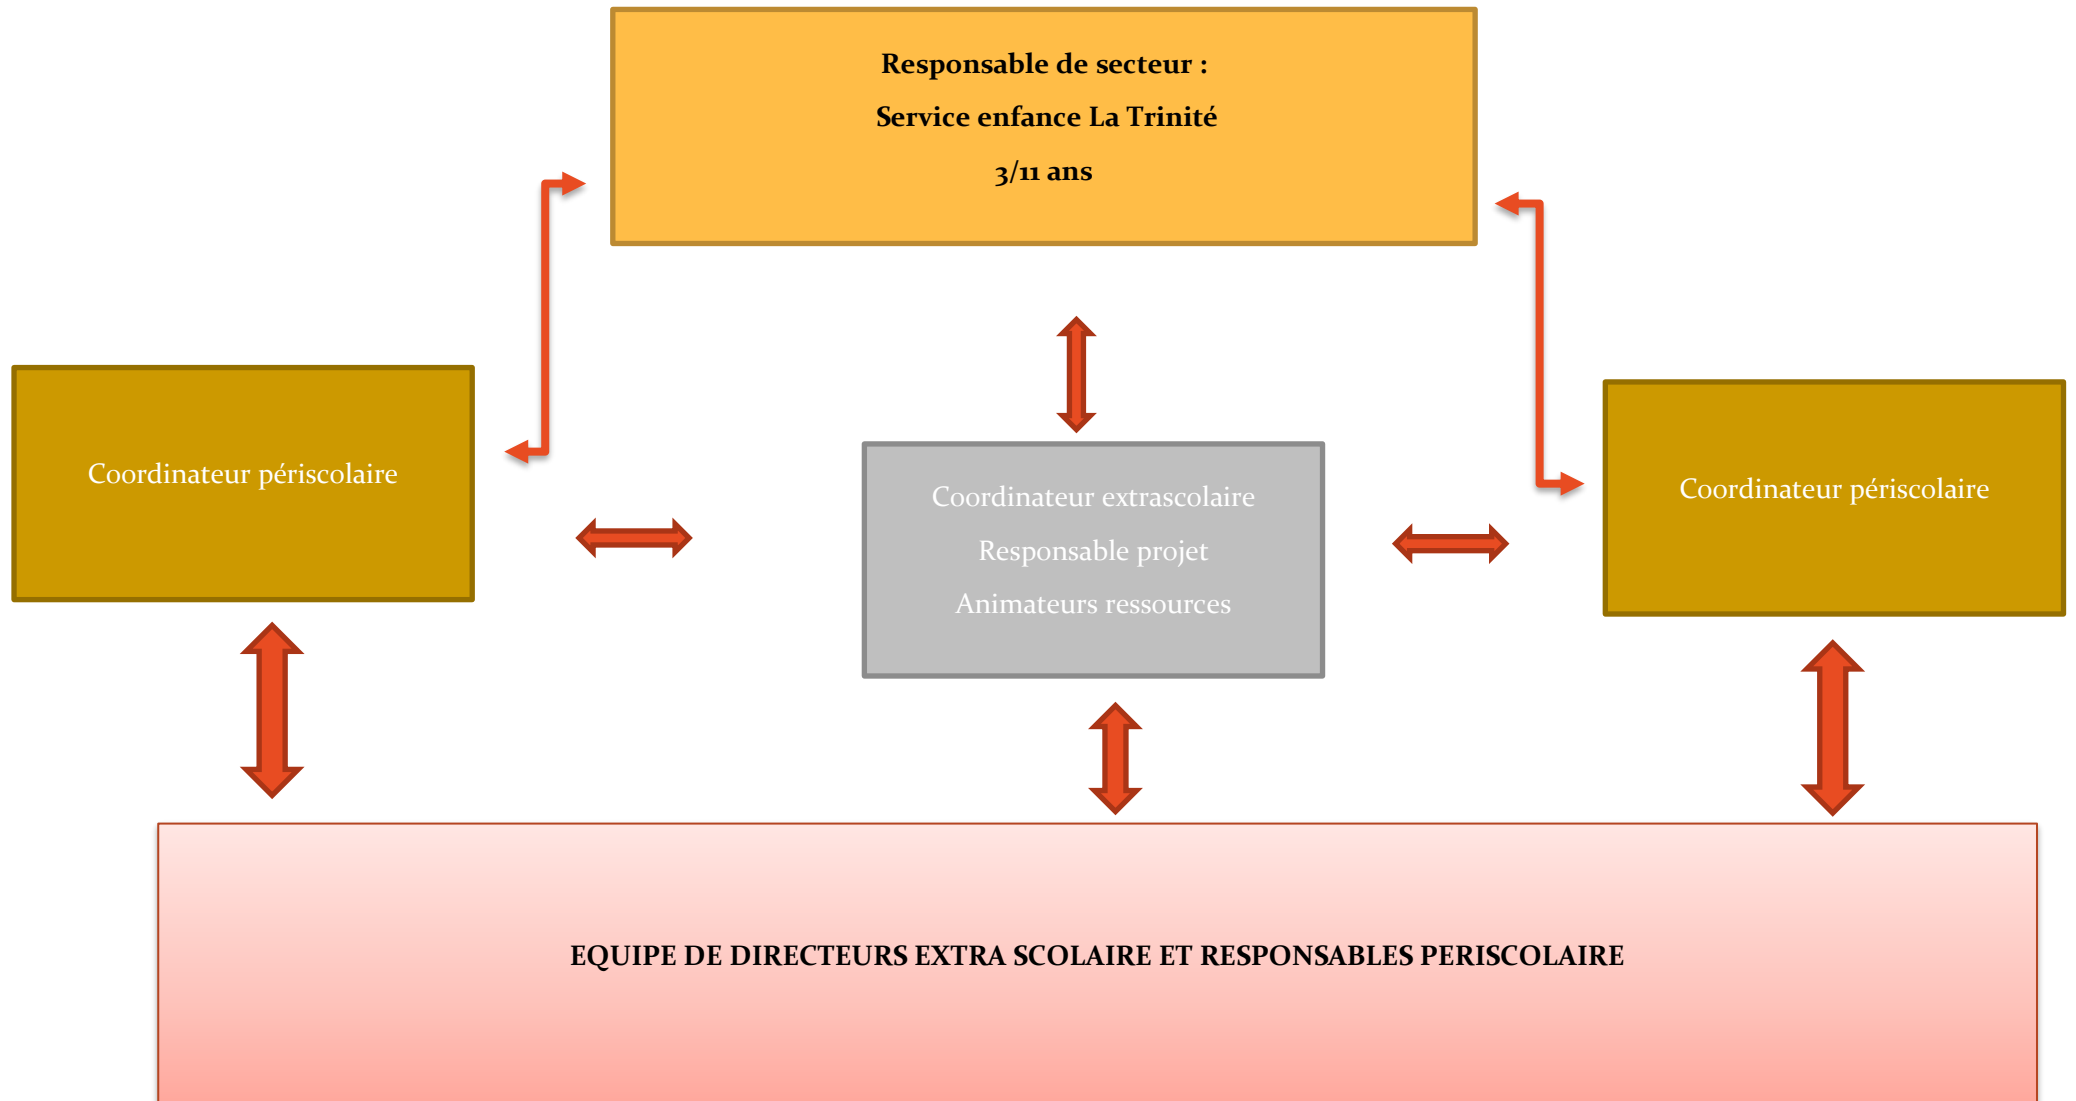 Responsable de secteur :
Service enfance La Trinité
3/11 ans
Coordinateur périscolaire
Coordinateur extrascolaire
Responsable projet
Animateurs ressources
Coordinateur périscolaire
EQUIPE DE DIRECTEURS EXTRA SCOLAIRE ET RESPONSABLES PERISCOLAIRE